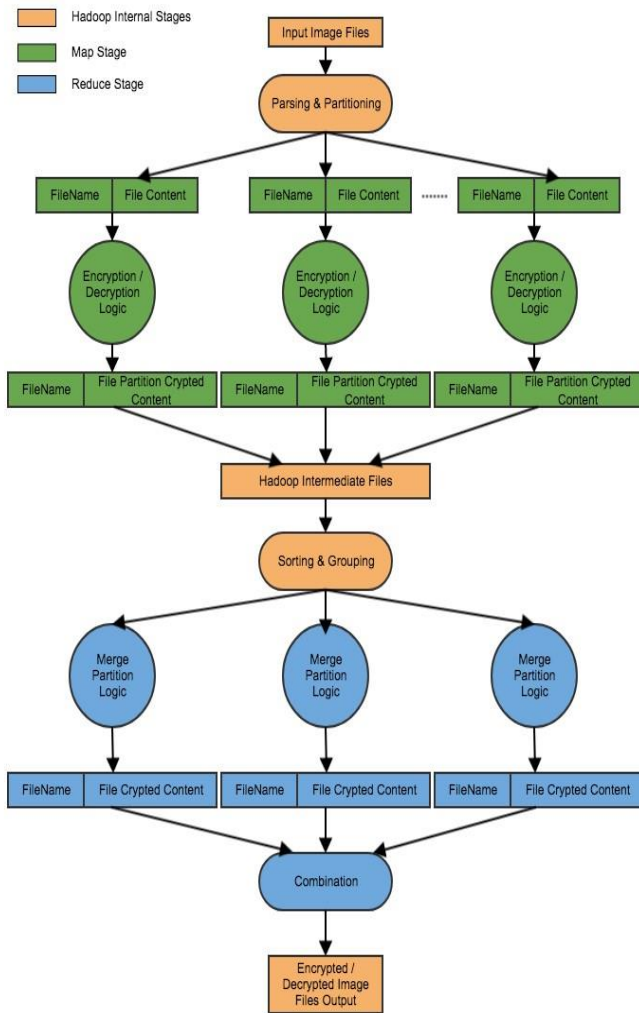 Hadoop Internal Stages
Map Stage
Reduce Stage
Input Image Files
Parsing & Partitioning
FileName File Content FileName File Content ....... FileName File Content
Encryption /
Decryption
Logic
Encryption /
Decryption
Logic
Encryption /
Decryption
Logic
FileName File Partition Crypted
Content
FileName File Partition Crypted
Content
FileName File Partition Crypted
Content
Hadoop Intermediate Files
Sorting & Grouping
Merge
Partition
Logic
Merge
Partition
Logic
Merge
Partition
Logic
FileName File Crypted Content FileName File Crypted Content FileName File Crypted Content
Combination
Encrypted /
Decrypted Image
Files Output